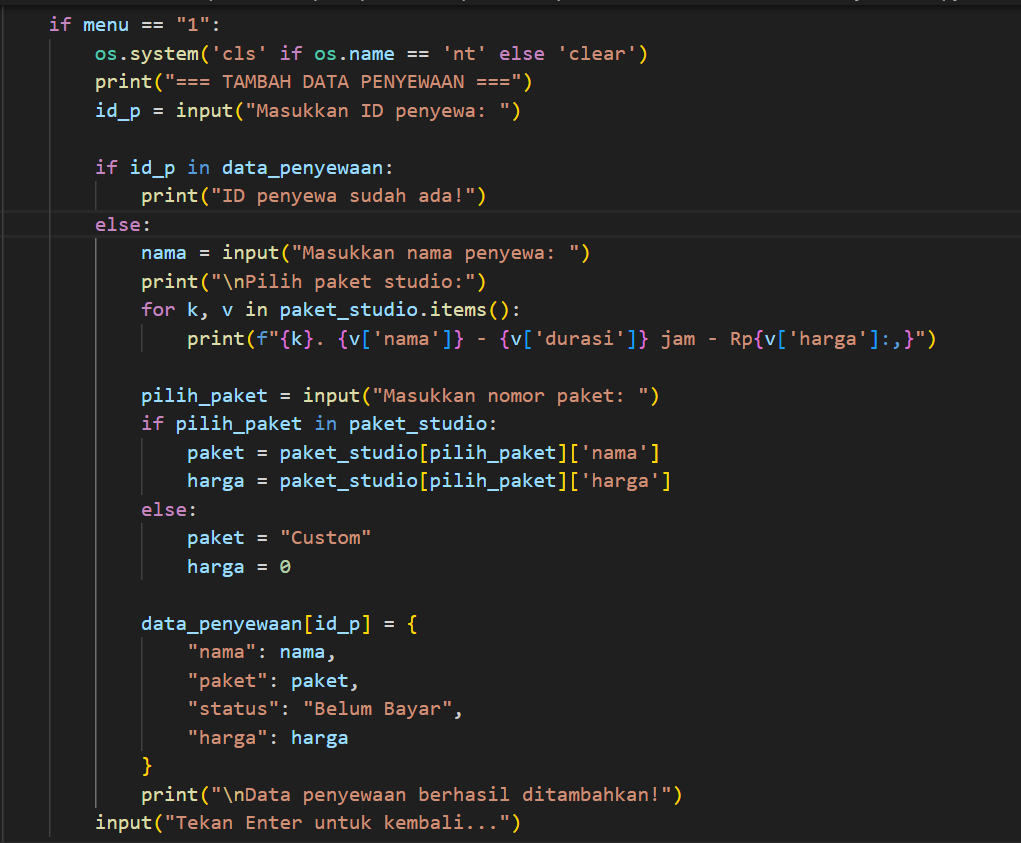 if menu == "1":
    os.system('cls' if os.name == 'nt' else 'clear')
    print("=== TAMBAH DATA PENYEWAAN ===")
    id_p = input("Masukkan ID penyewa: ")

    if id_p in data_penyewaan:
        print("ID penyewa sudah ada!")
    else:
        nama = input("Masukkan nama penyewa: ")
        print("\nPilih paket studio:")
        for k, v in paket_studio.items():
            print(f"{k}. {v['nama']} - {v['durasi']} jam - Rp{v['harga']:,}")

        pilih_paket = input("Masukkan nomor paket: ")
        if pilih_paket in paket_studio:
            paket = paket_studio[pilih_paket]['nama']
            harga = paket_studio[pilih_paket]['harga']
        else:
            paket = "Custom"
            harga = 0

        data_penyewaan[id_p] = {
            "nama": nama,
            "paket": paket,
            "status": "Belum Bayar",
            "harga": harga
        }
        print("\nData penyewaan berhasil ditambahkan!")
    input("Tekan Enter untuk kembali...")